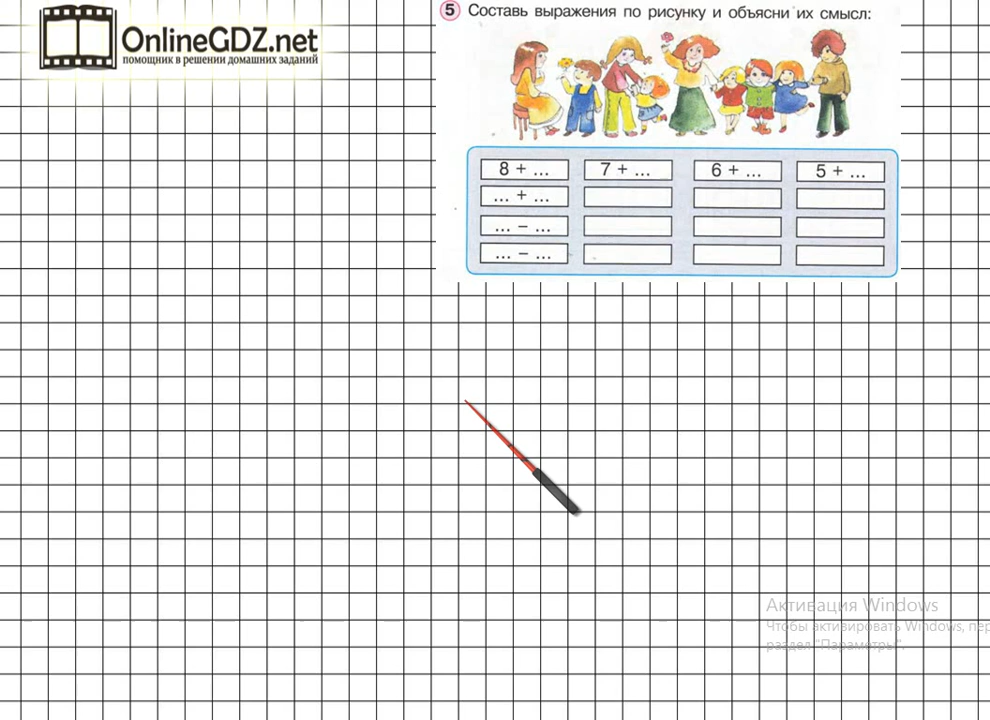 OnlineGDZ.net
помощник в решении домашних заданий
5 Составь выражения по рисунку и объясни их смысл:
8 + ... 7 + ... 6 + ... 5 + ...
... + ...
... − ...
... − ...
Активация Windows
Чтобы активировать Windows, пер
раздел "Параметры".